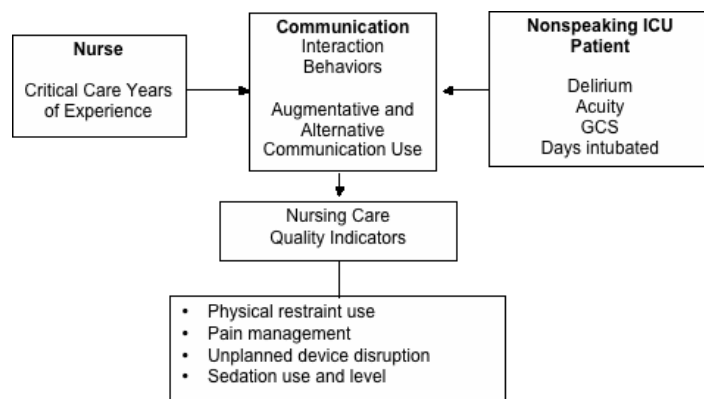 Nurse
Critical Care Years
of Experience
Communication
Interaction
Behaviors
Augmentative and
Alternative
Communication Use
Nonspeaking ICU
Patient
Delirium
Acuity
GCS
Days intubated
Nursing Care
Quality Indicators
• Physical restraint use
• Pain management
• Unplanned device disruption
• Sedation use and level